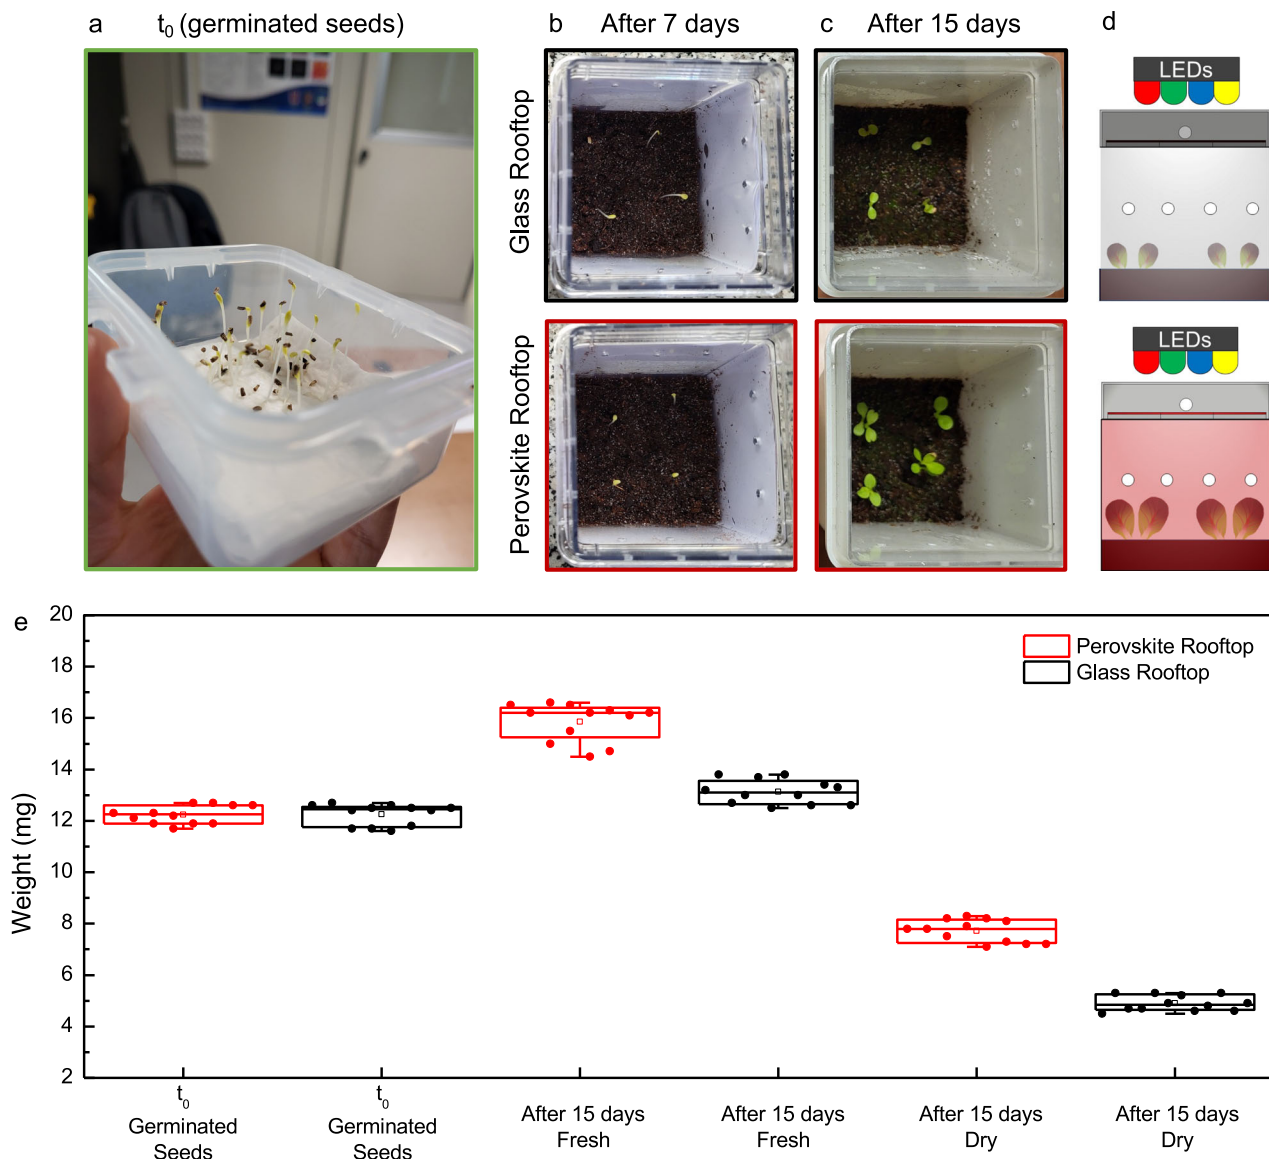 a
t₀ (germinated seeds)
b
After 7 days
c
After 15 days
d
Glass Rooftop
Perovskite Rooftop
LEDs
LEDs
e
Weight (mg)
20
18
16
14
12
10
8
6
4
2
Perovskite Rooftop
Glass Rooftop
t₀
Germinated
Seeds
t₀
Germinated
Seeds
After 15 days
Fresh
After 15 days
Fresh
After 15 days
Dry
After 15 days
Dry